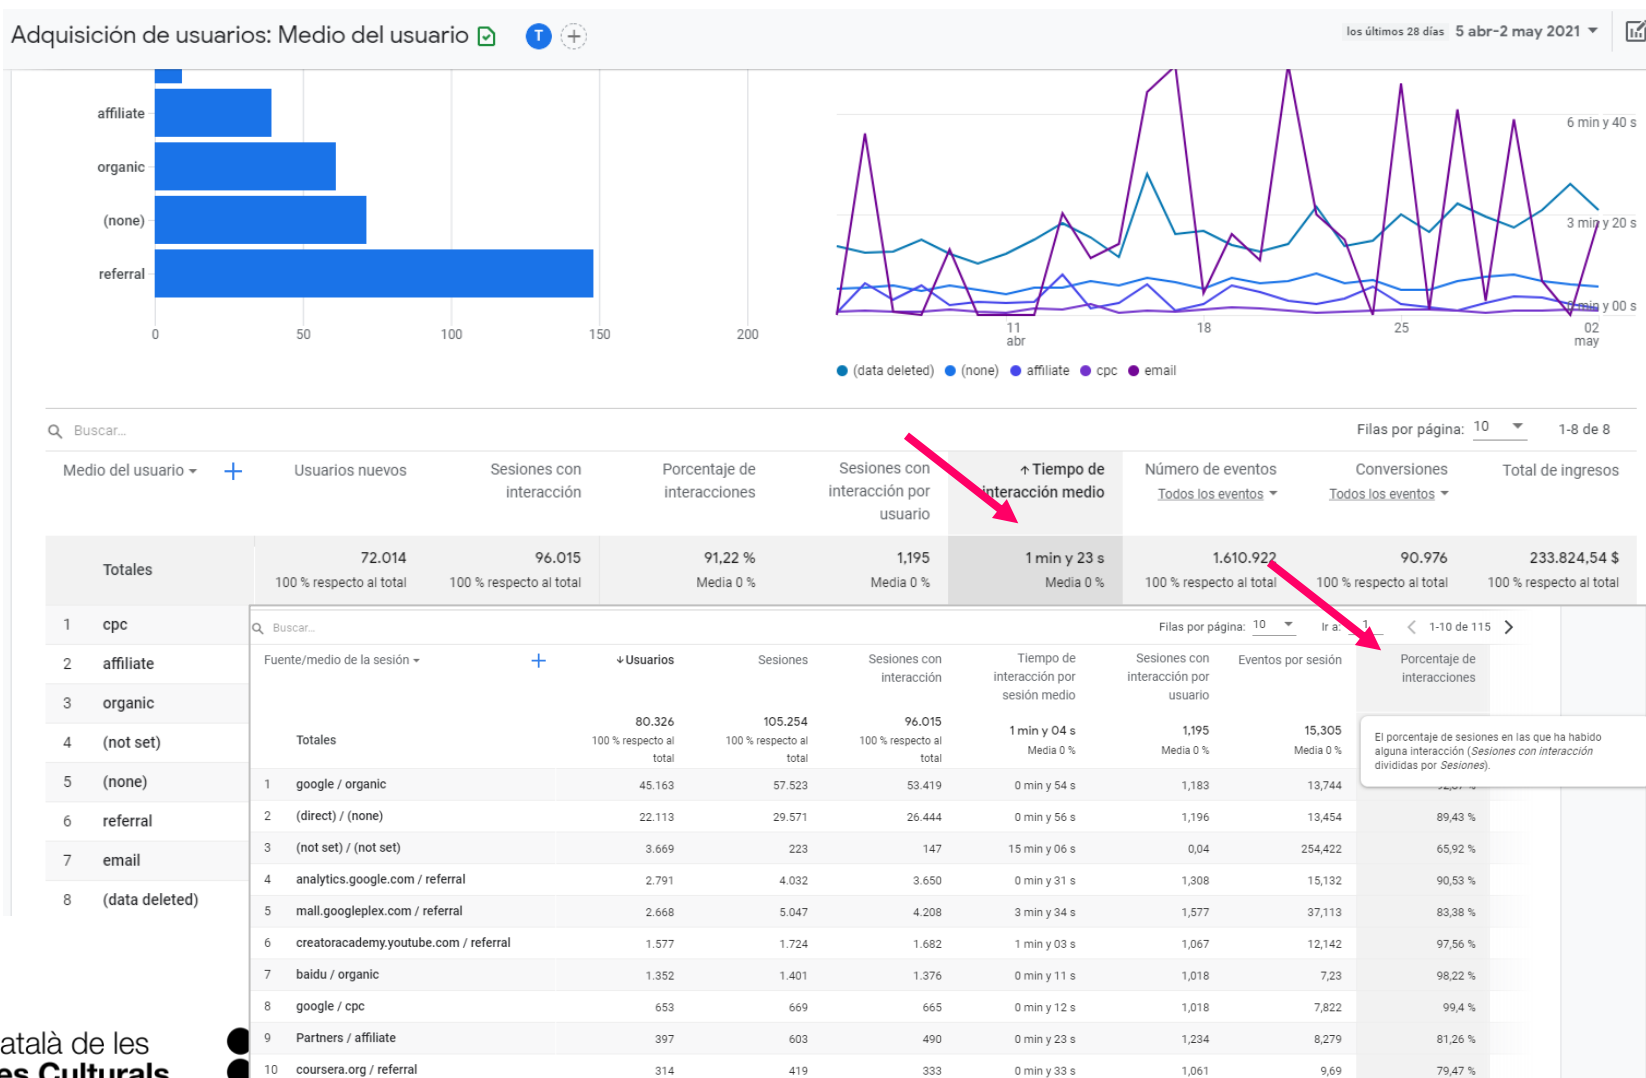 Adquisición de usuarios: Medio del usuario T
los últimos 28 días 5 abr-2 may 2021
affiliate
organic
(none)
referral
0 50 100 150 200
6 min y 40 s
3 min y 20 s
0 min y 00 s
11 abr 18 25 02 may
(data deleted) (none) affiliate cpc email
Buscar... Filas por página: 10 1-8 de 8
Medio del usuario Usuarios nuevos Sesiones con interacción Porcentaje de interacciones Sesiones con interacción por usuario Tiempo de interacción medio Número de eventos Todos los eventos Conversiones Todos los eventos Total de ingresos
Totales 72.014 96.015 91,22 % 1,195 1 min y 23 s 1.610.922 90.976 233.824,54 $
100 % respecto al total 100 % respecto al total Media 0 % Media 0 % Media 0 % 100 % respecto al total 100 % respecto al total 100 % respecto al total
1 cpc
2 affiliate
3 organic
4 (not set)
5 (none)
6 referral
7 email
8 (data deleted)
Buscar... Filas por página: 10 Ir a: 1 1-10 de 115
Fuente/medio de la sesión Usuarios Sesiones Sesiones con interacción Tiempo de interacción por sesión medio Sesiones con interacción por usuario Eventos por sesión Porcentaje de interacciones
Totales 80.326 105.254 96.015 1 min y 04 s 1,195 15,305
100 % respecto al total 100 % respecto al total 100 % respecto al total Media 0 % Media 0 % Media 0 %
El porcentaje de sesiones en las que ha habido
alguna interacción (Sesiones con interacción
divididas por Sesiones).
1 google / organic 45.163 57.523 53.419 0 min y 54 s 1,183 13,744
2 (direct) / (none) 22.113 29.571 26.444 0 min y 56 s 1,196 13,454 89,43 %
3 (not set) / (not set) 3.669 223 147 15 min y 06 s 0,04 254,422 65,92 %
4 analytics.google.com / referral 2.791 4.032 3.650 0 min y 31 s 1,308 15,132 90,53 %
5 mall.googleplex.com / referral 2.668 5.047 4.208 3 min y 34 s 1,577 37,113 83,38 %
6 creatoracademy.youtube.com / referral 1.577 1.724 1.682 1 min y 03 s 1,067 12,142 97,56 %
7 baidu / organic 1.352 1.401 1.376 0 min y 11 s 1,018 7,23 98,22 %
8 google / cpc 653 669 665 0 min y 12 s 1,018 7,822 99,4 %
9 Partners / affiliate 397 603 490 0 min y 23 s 1,234 8,279 81,26 %
10 coursera.org / referral 314 419 333 0 min y 33 s 1,061 9,69 79,47 %
atalà de les
es Culturals